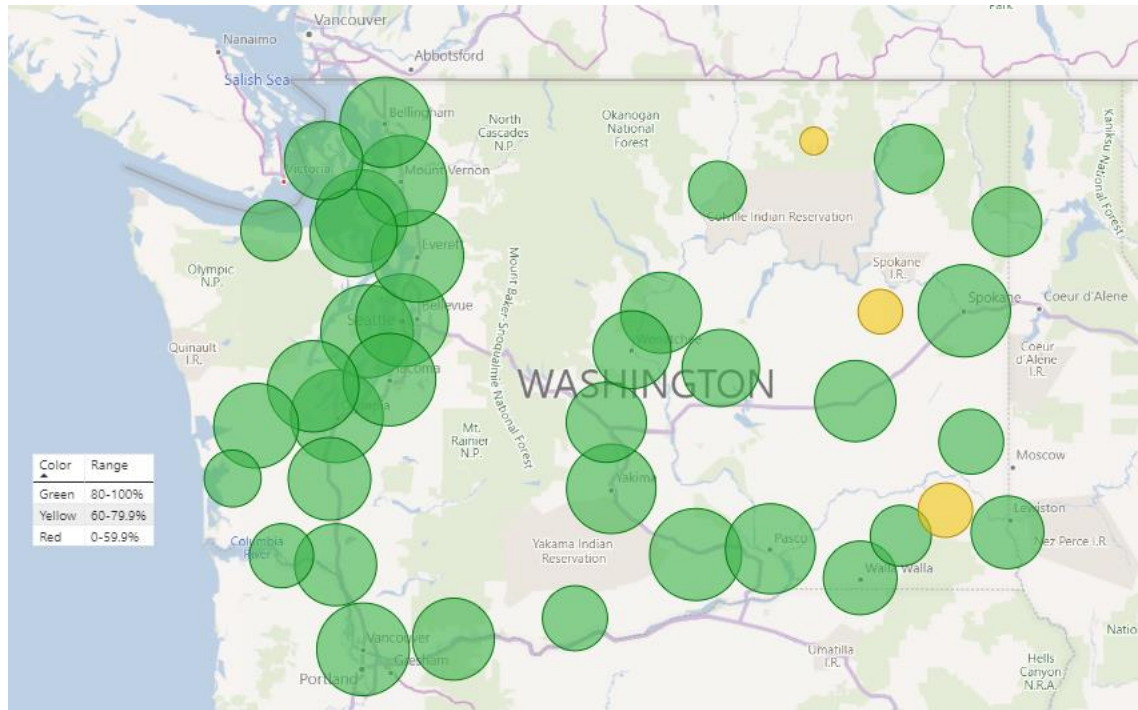 Vancouver
Nanaimo
Abbotsford
Salish Sea
Bellingham
North
Cascades
N.P.
Okanogan
National
Forest
Kaniksu National Forest
Victoria
Mount Vernon
Colville Indian Reservation
Everett
Olympic
N.P.
Mount Baker Snoqualmie National Forest
Spokane
I.R.
Bellevue
Seattle
Spokane
Coeur d'Alene
Quinault
I.R.
Wenatchee
Coeur
d'Alene
I.R.
Tacoma
WASHINGTON
Olympia
Mt.
Rainier
N.P.
Moscow
Color Range
Green 80-100%
Yellow 60-79.9%
Red 0-59.9%
Yakima
Lewiston
Columbia
River
Yakama Indian
Reservation
Pasco
Nez Perce I.R.
Walla Walla
Vancouver
Gresham
Portland
Umatilla
I.R.
Hells
Canyon
N.R.A.
Natio